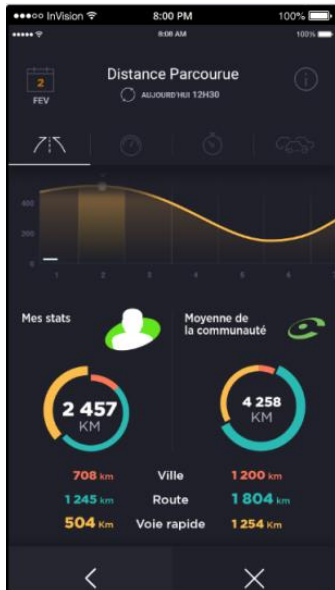 InVision 8:00 PM 100%
8:08 AM 100%
2
FEV
Distance Parcourue
AUJOURD'HUI 12H30
400
200
0
1 2 3 4 5 6
Mes stats
Moyenne de
la communauté
2 457
KM
4 258
KM
708 km Ville 1 200 km
1 245 km Route 1 804 km
504 Km Voie rapide 1 254 Km